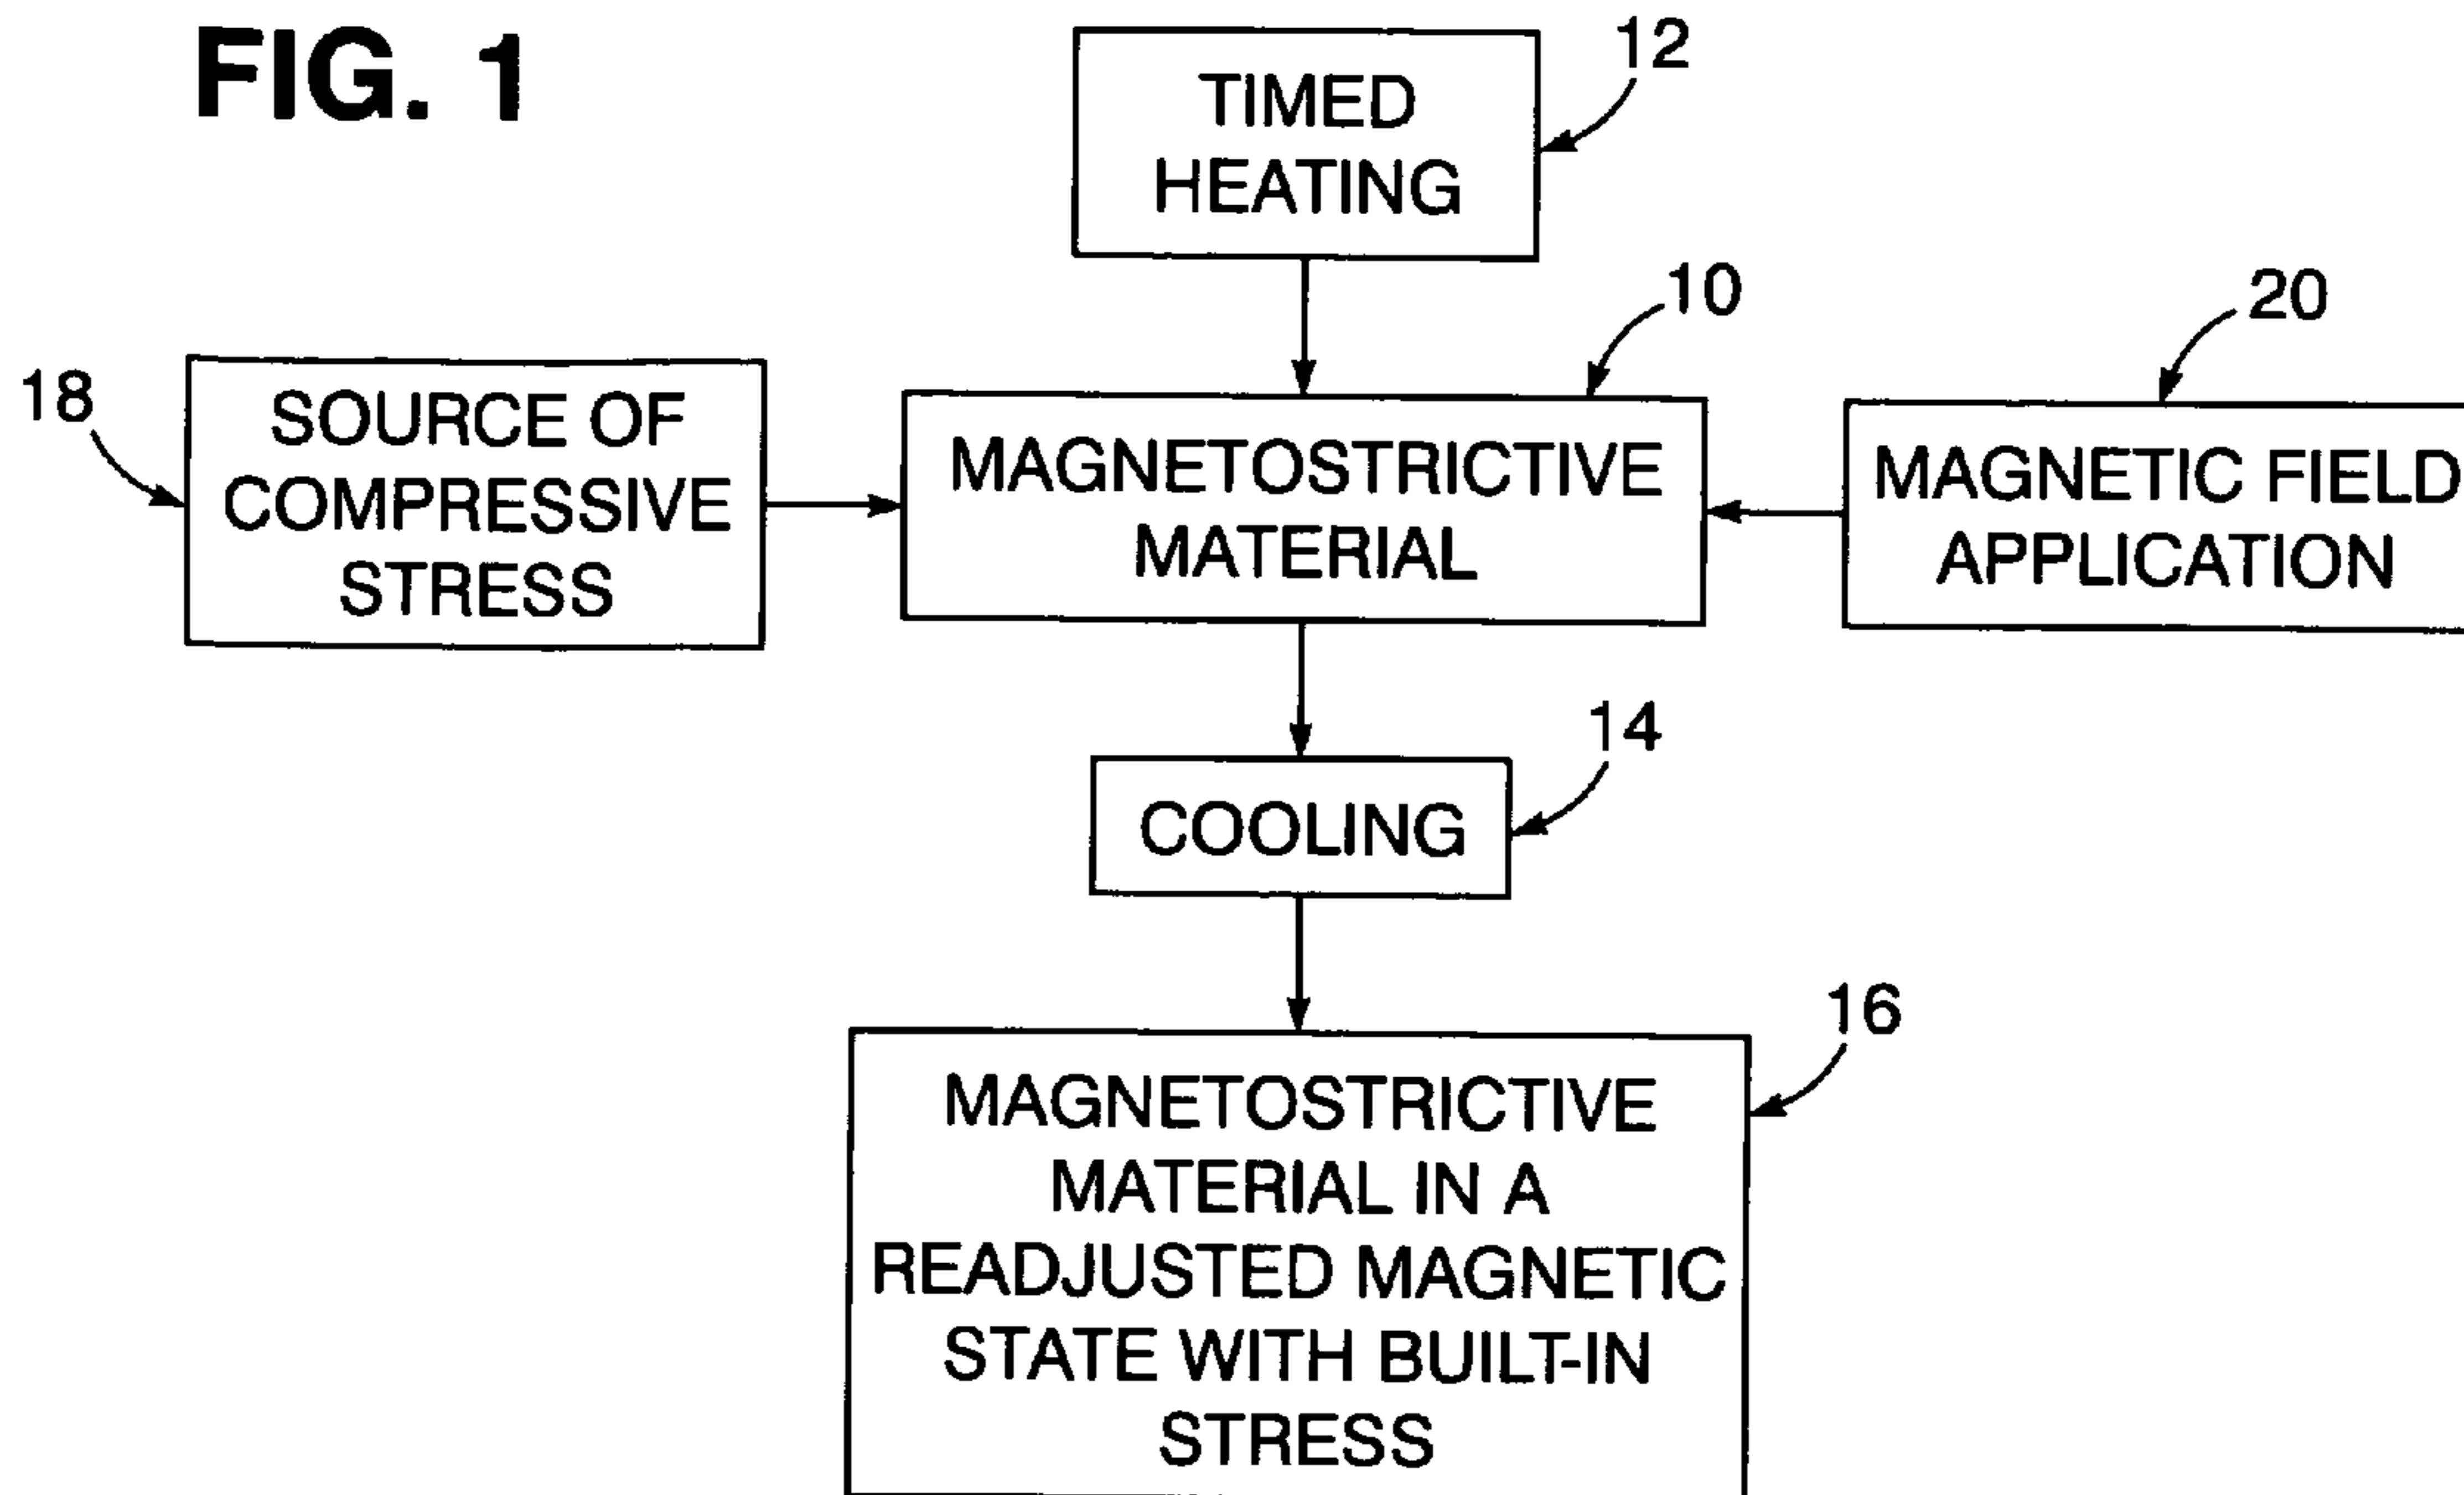 FIG. 1
12
TIMED
HEATING
10
20
18
SOURCE OF
COMPRESSIVE
STRESS
MAGNETOSTRICTIVE
MATERIAL
MAGNETIC FIELD
APPLICATION
14
COOLING
16
MAGNETOSTRICTIVE
MATERIAL IN A
READJUSTED MAGNETIC
STATE WITH BUILT-IN
STRESS